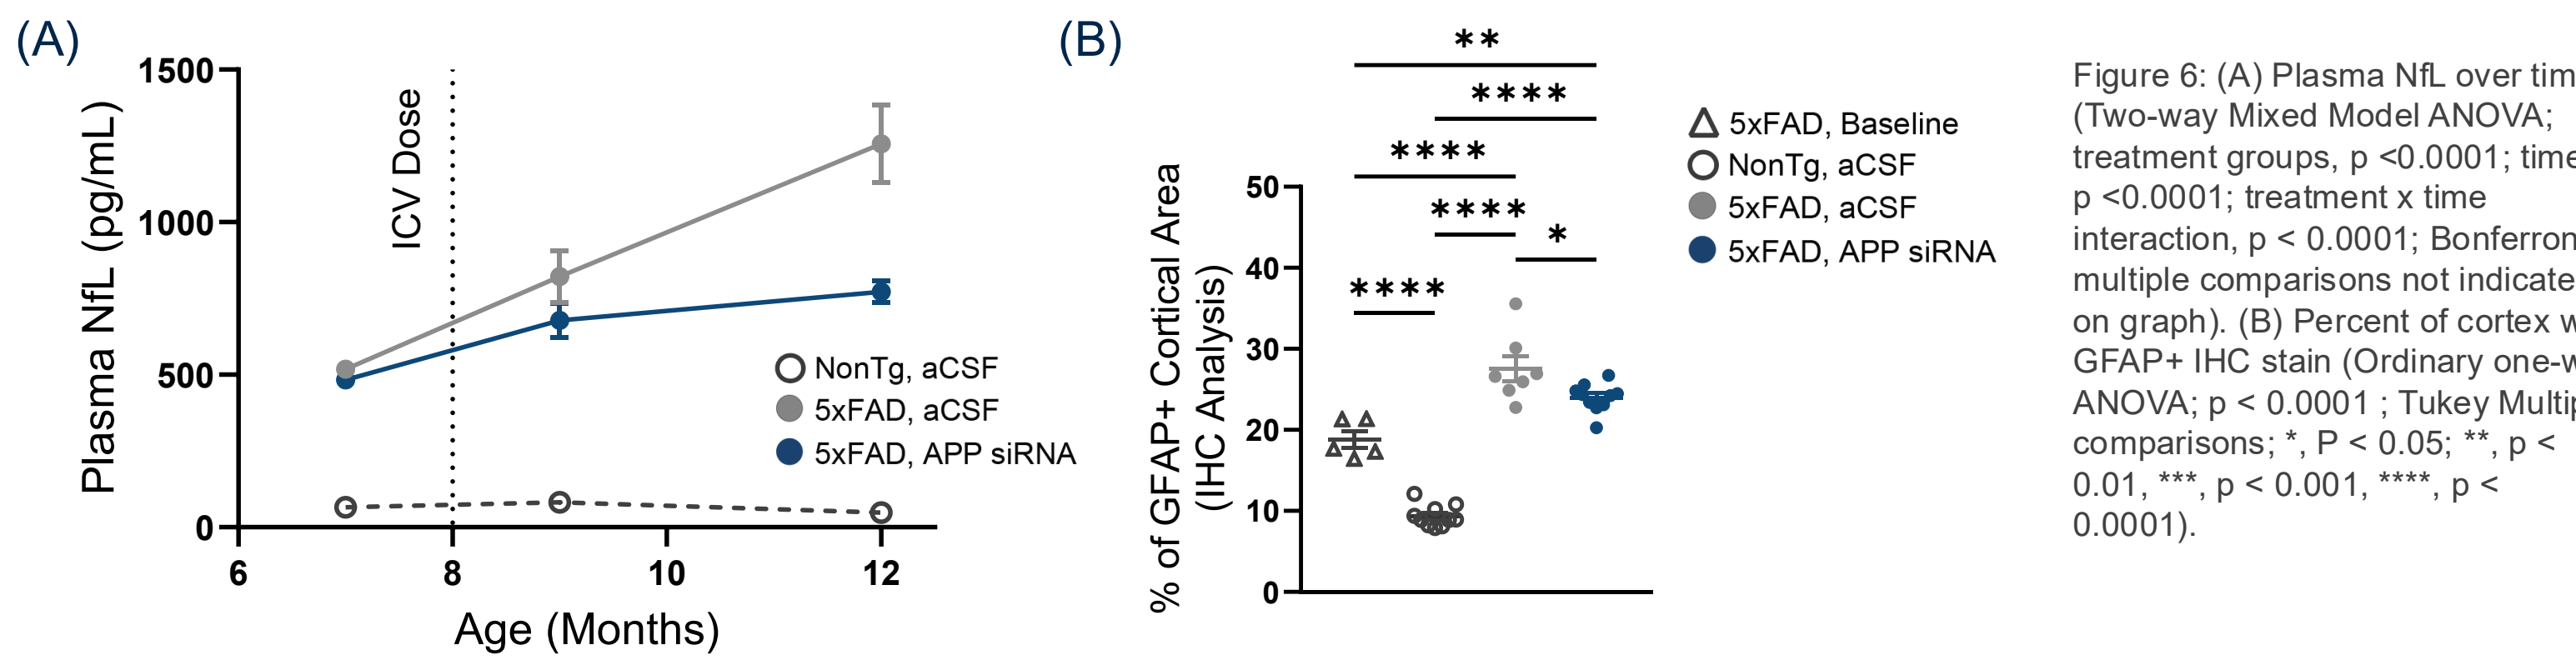 (A)
1500
1000
500
0
Plasma NfL (pg/mL)
ICV Dose
NonTg, aCSF
5xFAD, aCSF
5xFAD, APP siRNA
6
8
10
12
Age (Months)
(B)
**
****
****
****
*
****
50
40
30
20
10
0
% of GFAP+ Cortical Area
(IHC Analysis)
5xFAD, Baseline
NonTg, aCSF
5xFAD, aCSF
5xFAD, APP siRNA
Figure 6: (A) Plasma NfL over tim
(Two-way Mixed Model ANOVA;
treatment groups, p <0.0001; time
p <0.0001; treatment x time
interaction, p < 0.0001; Bonferron
multiple comparisons not indicate
on graph). (B) Percent of cortex w
GFAP+ IHC stain (Ordinary one-w
ANOVA; p < 0.0001 ; Tukey Multip
comparisons; *, P < 0.05; **, p <
0.01, ***, p < 0.001, ****, p <
0.0001).